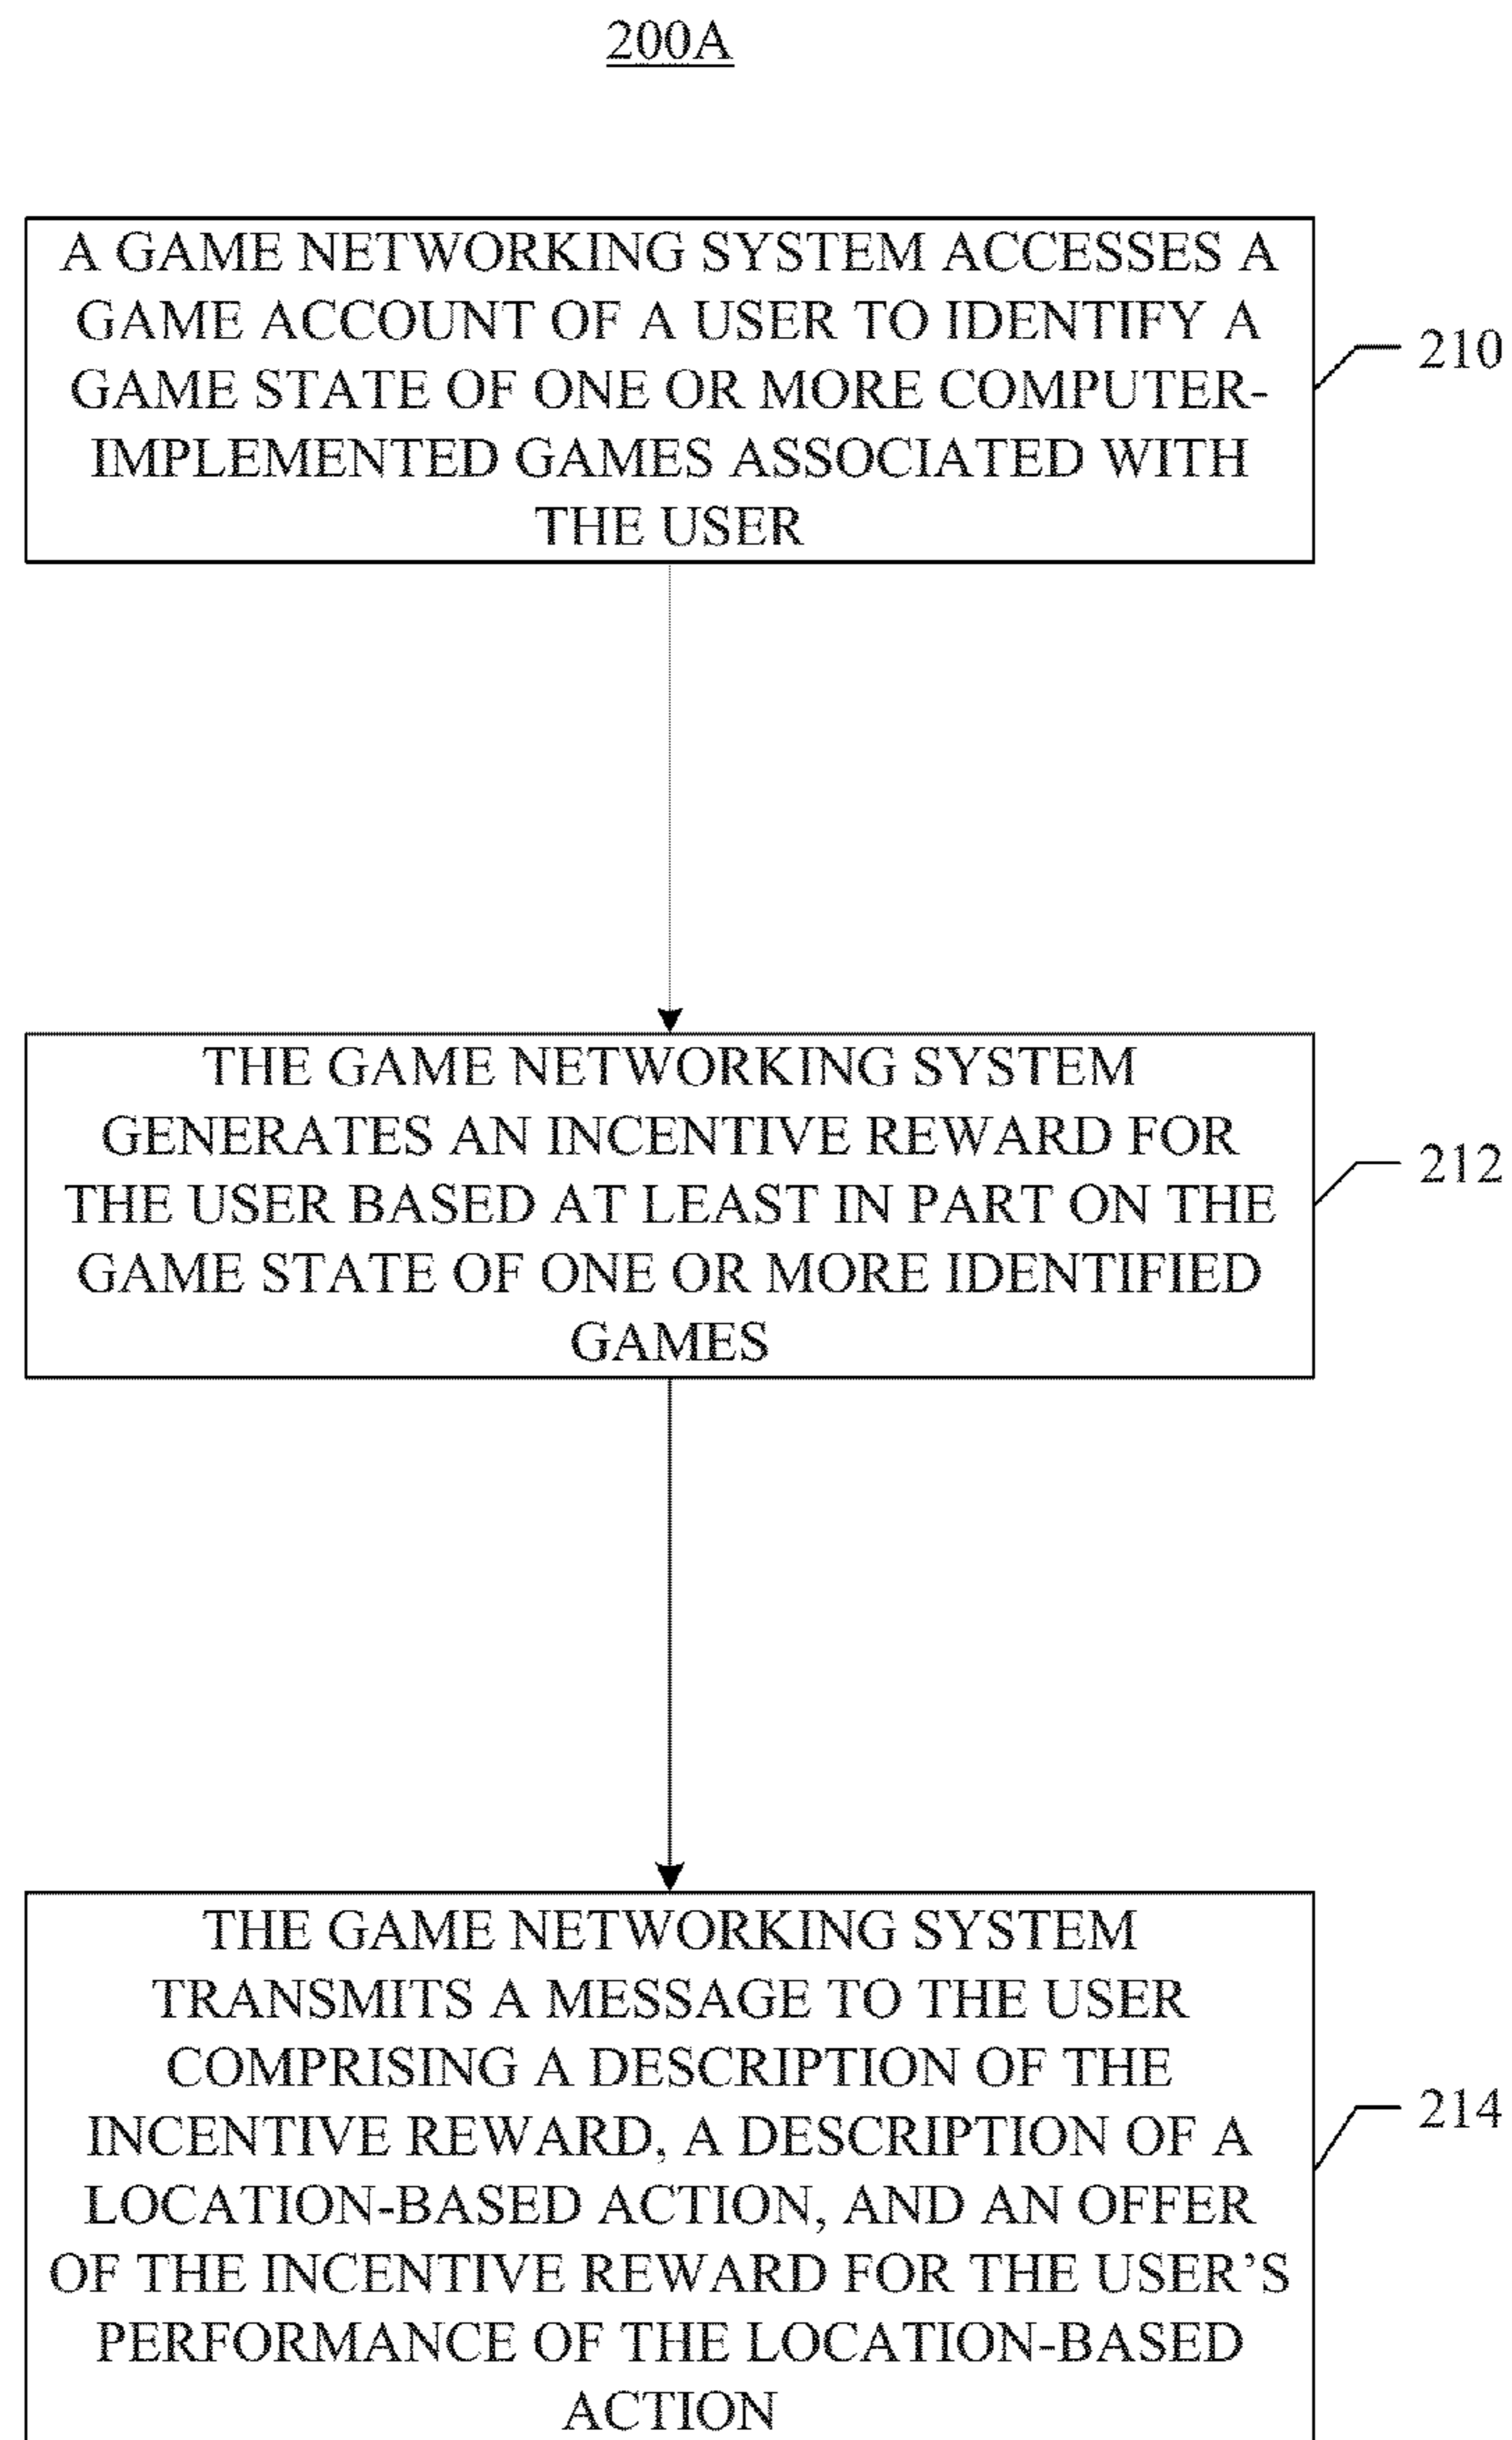 200A
A GAME NETWORKING SYSTEM ACCESSES A
GAME ACCOUNT OF A USER TO IDENTIFY A
GAME STATE OF ONE OR MORE COMPUTER-
IMPLEMENTED GAMES ASSOCIATED WITH
THE USER
210
THE GAME NETWORKING SYSTEM
GENERATES AN INCENTIVE REWARD FOR
THE USER BASED AT LEAST IN PART ON THE
GAME STATE OF ONE OR MORE IDENTIFIED
GAMES
212
THE GAME NETWORKING SYSTEM
TRANSMITS A MESSAGE TO THE USER
COMPRISING A DESCRIPTION OF THE
INCENTIVE REWARD, A DESCRIPTION OF A
LOCATION-BASED ACTION, AND AN OFFER
OF THE INCENTIVE REWARD FOR THE USER’S
PERFORMANCE OF THE LOCATION-BASED
ACTION
214